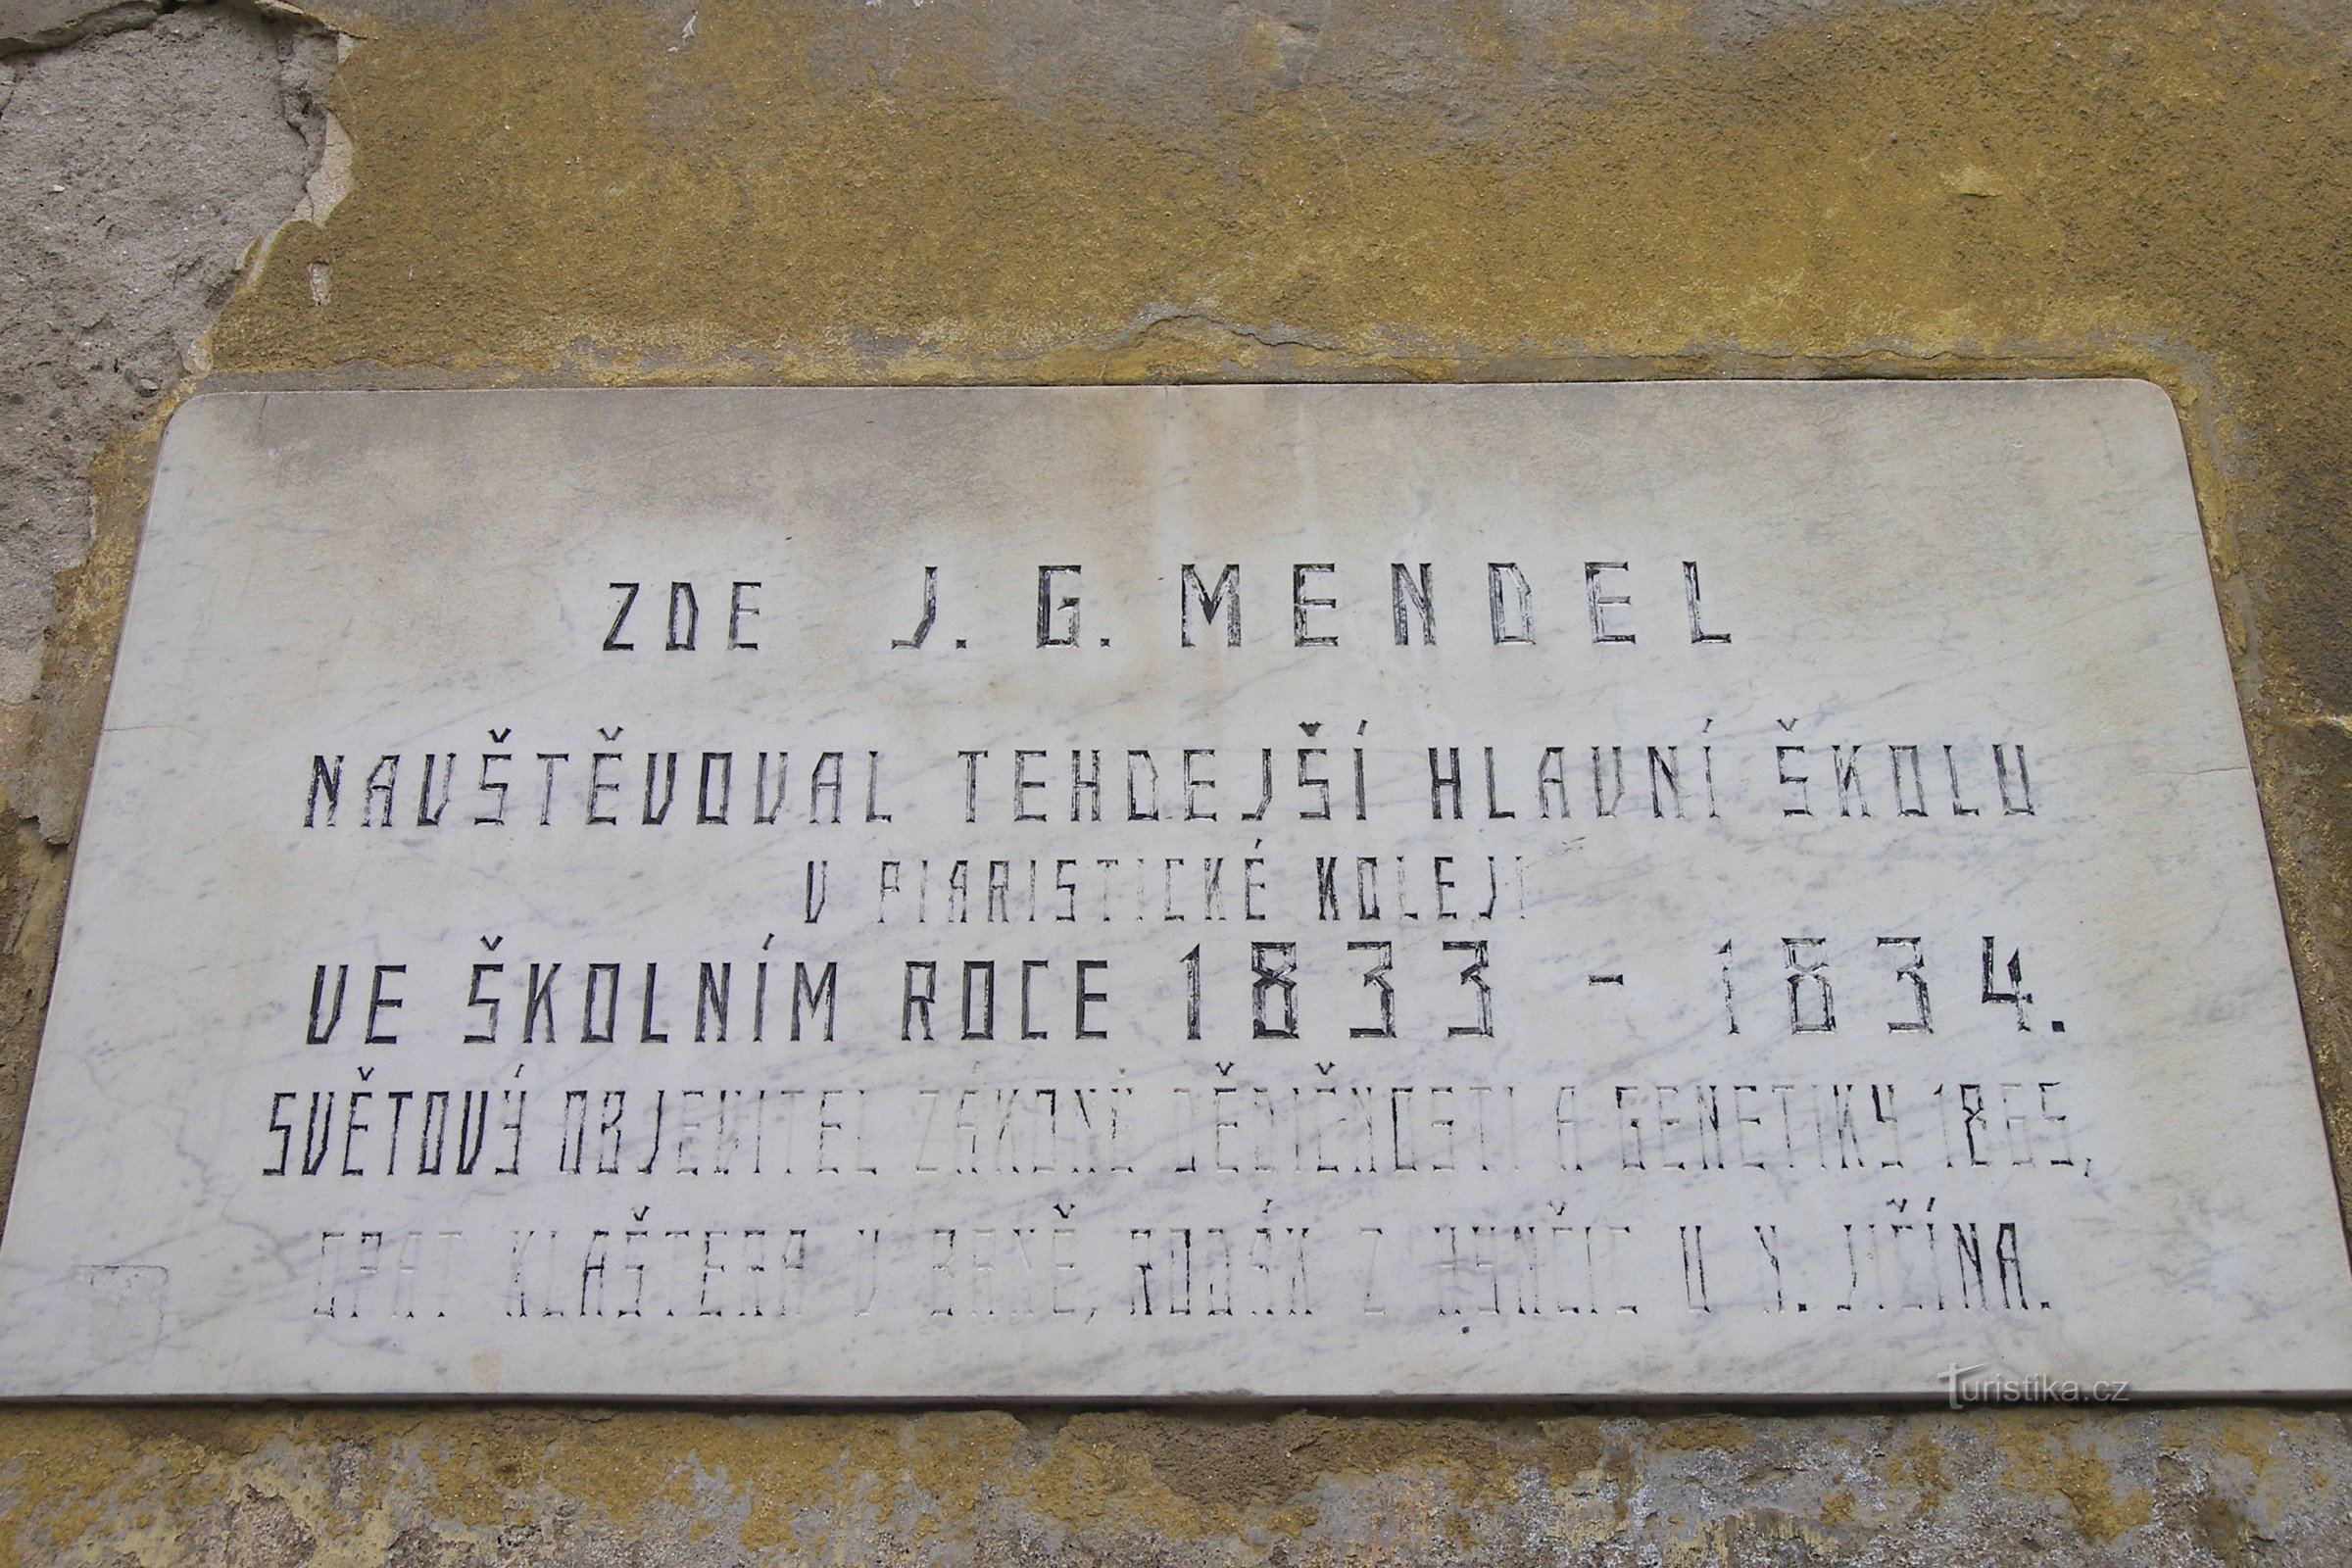 ZDE J. G. MENDEL
NAVŠTĚVOVAL TEHDEJŠÍ HLAVNÍ ŠKOLU
V PIARISTICKÉ KOLEJI
VE ŠKOLNÍM ROCE 1833 - 1834.
SVĚTOVÝ OBJEVITEL ZÁKONŮ DĚDIČNOSTI A GENETIKY 1865,
OPAT KLÁŠTERA V BRNĚ, RODÁK Z HYNČIC U N. JIČÍNA.
Turistika.cz